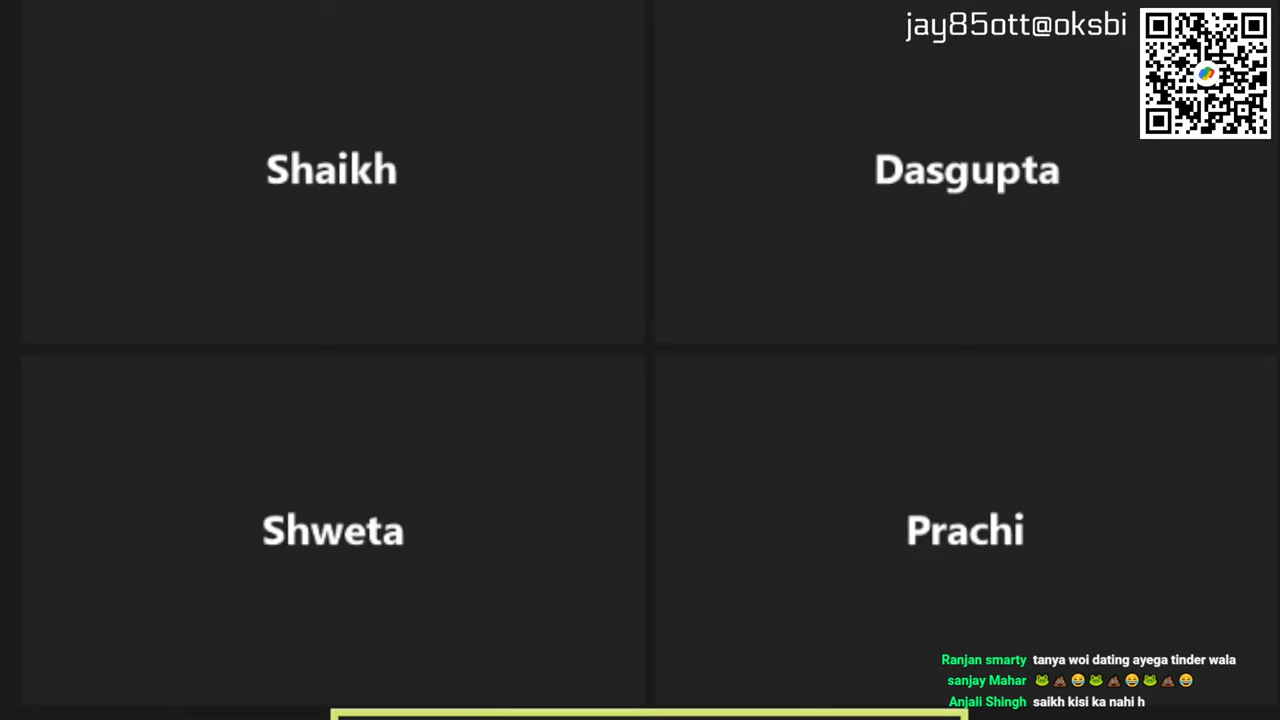 jay85ott@oksbi
Shaikh
Dasgupta
Shweta
Prachi
Ranjan smarty tanya woi dating ayega tinder wala
sanjay Mahar 🐸💩😂🐸💩😂🐸💩😂
Anjali Shingh saikh kisi ka nahi h